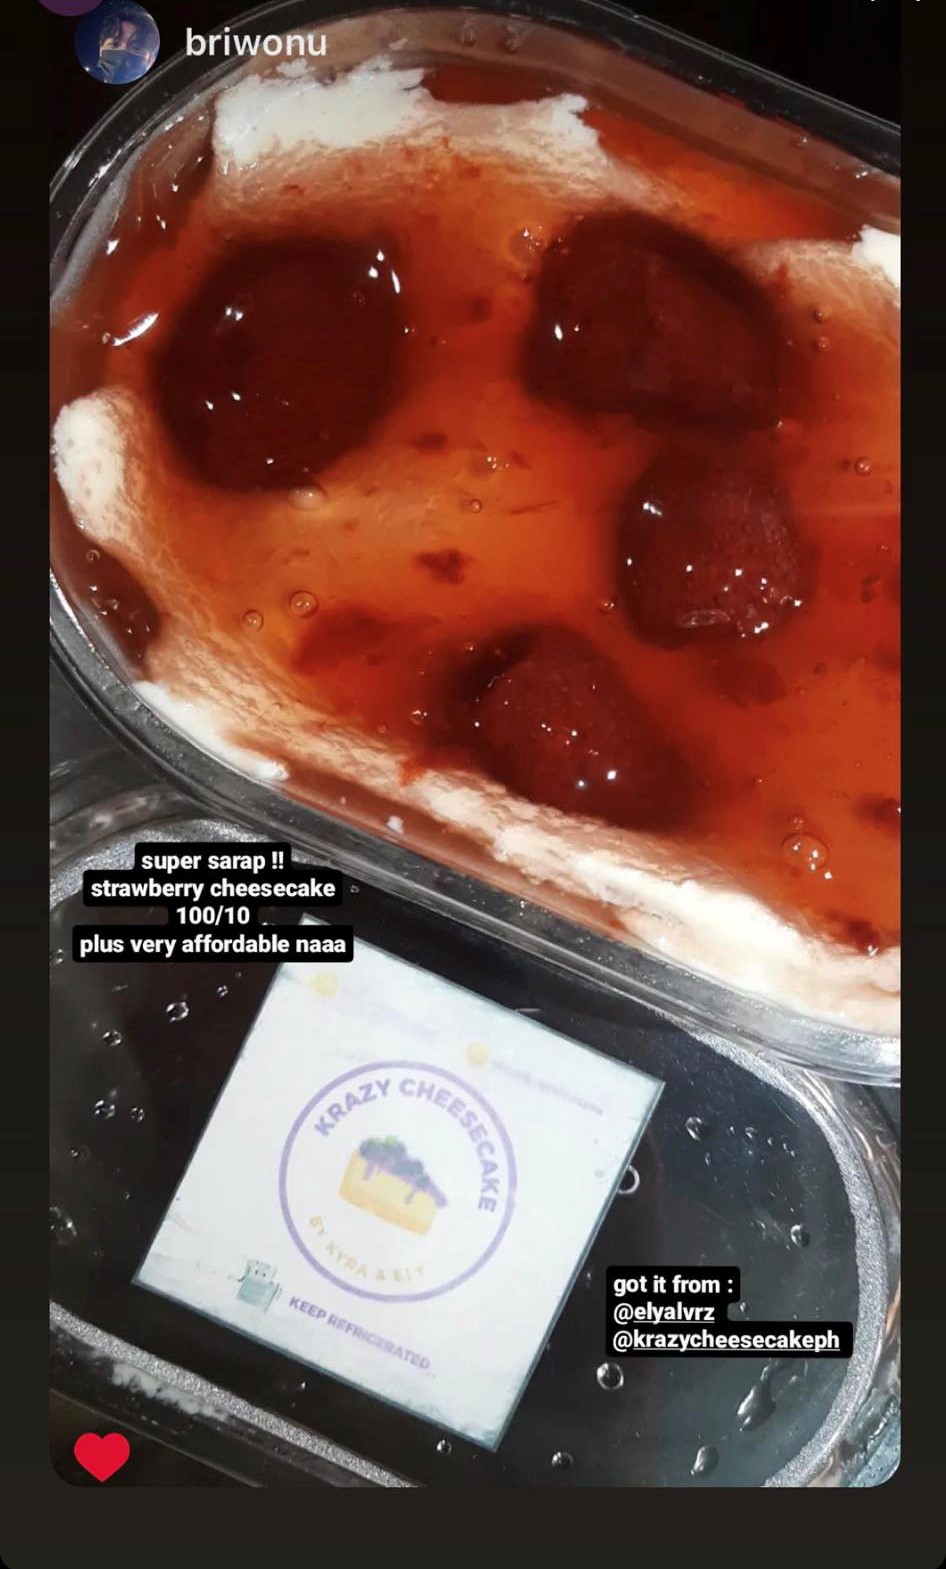 briwonu
super sarap !!
strawberry cheesecake
100/10
plus very affordable naaa
KRAZY CHEESECAKE
BY KYRA & ELY
KEEP REFRIGERATED
got it from :
@elyalvrz
@krazycheesecakeph